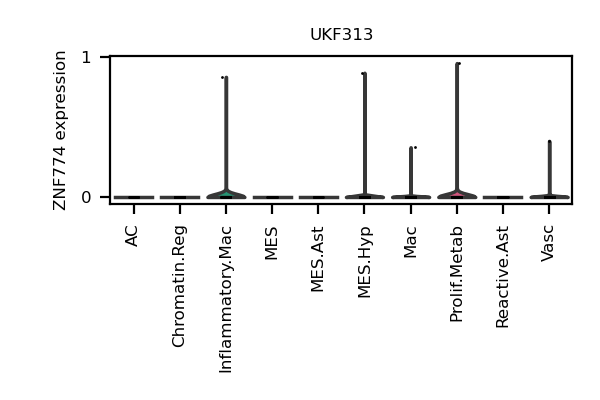 UKF313
ZNF774 expression
1
0
AC
Chromatin.Reg
Inflammatory.Mac
MES
MES.Ast
MES.Hyp
Mac
Prolif.Metab
Reactive.Ast
Vasc